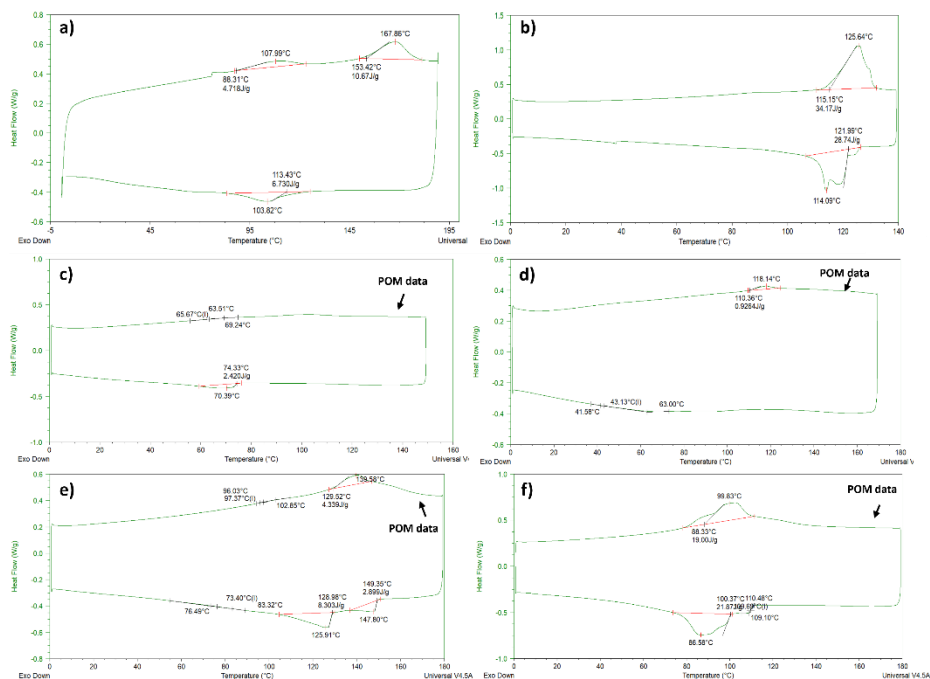 a)
0.8
0.6
0.4
0.2
0.0
-0.2
-0.4
-0.6
Heat Flow (W/g)
107.99°C
88.31°C
4.718J/g
167.86°C
153.42°C
10.67J/g
113.43°C
6.730J/g
103.82°C
-5
45
95
145
195
Exo Down
Temperature (°C)
Universal
b)
1.5
1.0
0.5
0.0
-0.5
-1.0
-1.5
Heat Flow (W/g)
125.64°C
115.15°C
34.17J/g
121.99°C
28.74J/g
114.09°C
0
20
40
60
80
100
120
140
Exo Down
Temperature (°C)
c)
POM data
1.0
0.5
0.0
-0.5
-1.0
Heat Flow (W/g)
63.51°C
65.67°C(I)
69.24°C
74.33°C
2.420J/g
70.39°C
0
20
40
60
80
100
120
140
160
Exo Down
Temperature (°C)
Universal V4
d)
POM data
0.6
0.4
0.2
0.0
-0.2
-0.4
-0.6
Heat Flow (W/g)
118.14°C
110.36°C
0.9264J/g
43.13°C(I)
41.58°C
63.00°C
0
20
40
60
80
100
120
140
160
180
Exo Down
Temperature (°C)
Universal V
e)
POM data
0.6
0.4
0.2
0.0
-0.2
-0.4
-0.6
-0.8
Heat Flow (W/g)
139.58°C
96.03°C
97.37°C(I)
102.85°C
129.52°C
4.339J/g
149.35°C
2.899J/g
128.98°C
8.303J/g
73.40°C(I)
83.32°C
76.49°C
147.80°C
125.91°C
0
20
40
60
80
100
120
140
160
180
Exo Down
Temperature (°C)
Universal V4.5A
f)
POM data
1.0
0.5
0.0
-0.5
-1.0
Heat Flow (W/g)
99.83°C
88.33°C
19.00J/g
100.37°C
110.48°C
21.87J/g
109.10°C
86.58°C
0
20
40
60
80
100
120
140
160
180
Exo Down
Temperature (°C)
Universal V4.5A